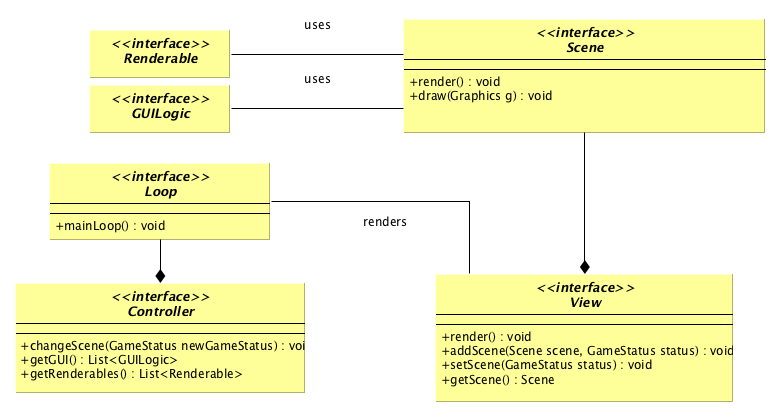 <<interface>>
Renderable
uses
<<interface>>
Scene
+render() : void
+draw(Graphics g) : void
<<interface>>
GUILogic
uses
<<interface>>
Loop
+mainLoop() : void
renders
<<interface>>
Controller
+changeScene(GameStatus newGameStatus) : voi
+getGUI() : List<GUILogic>
+getRenderables() : List<Renderable>
<<interface>>
View
+render() : void
+addScene(Scene scene, GameStatus status) : void
+setScene(GameStatus status) : void
+getScene() : Scene